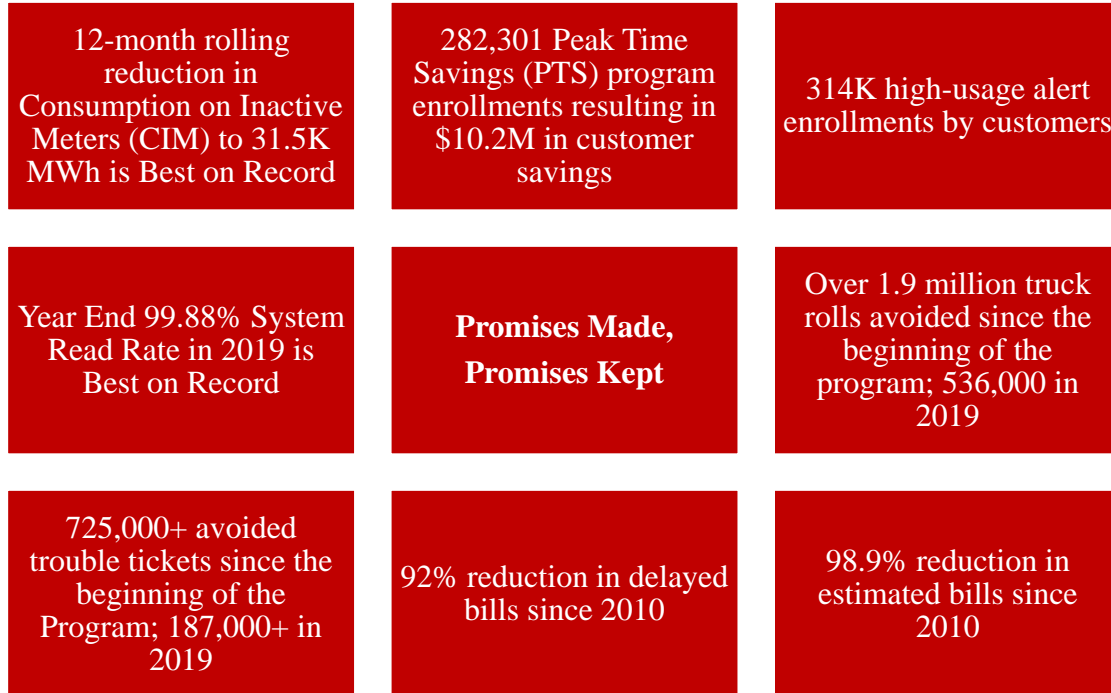 12-month rolling
reduction in
Consumption on Inactive
Meters (CIM) to 31.5K
MWh is Best on Record
282,301 Peak Time
Savings (PTS) program
enrollments resulting in
$10.2M in customer
savings
314K high-usage alert
enrollments by customers
Year End 99.88% System
Read Rate in 2019 is
Best on Record
Promises Made,
Promises Kept
Over 1.9 million truck
rolls avoided since the
beginning of the
program; 536,000 in
2019
725,000+ avoided
trouble tickets since the
beginning of the
Program; 187,000+ in
2019
92% reduction in delayed
bills since 2010
98.9% reduction in
estimated bills since
2010